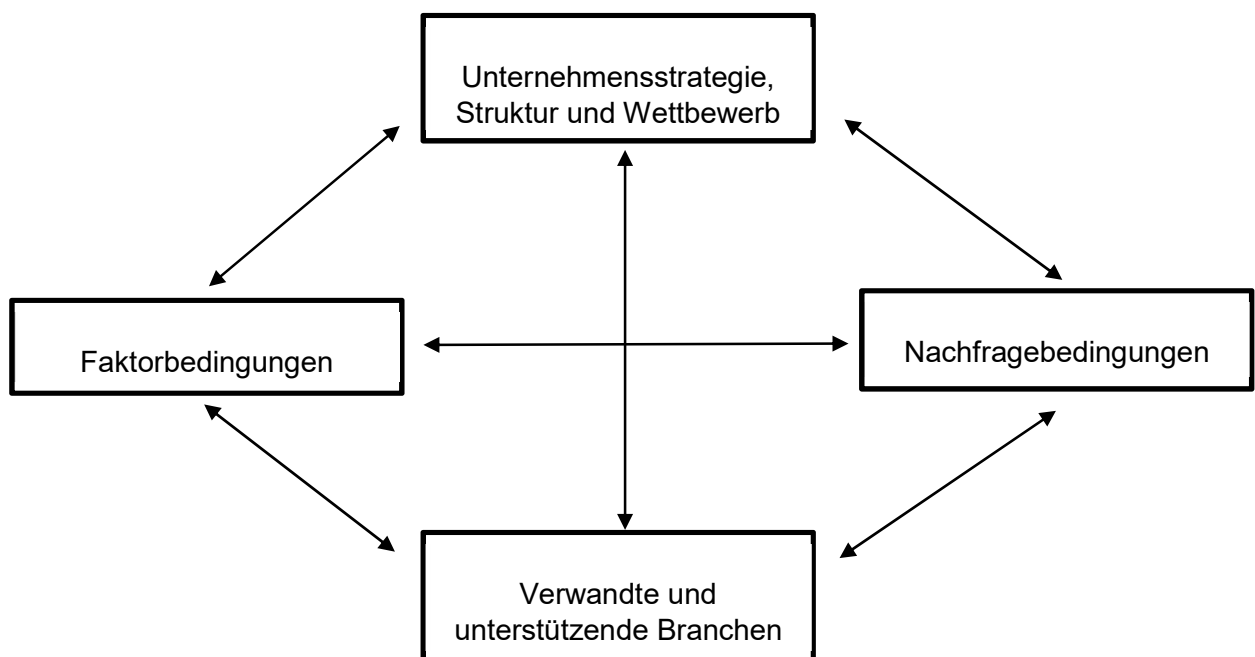 Unternehmensstrategie,
Struktur und Wettbewerb
Faktorbedingungen
Nachfragebedingungen
Verwandte und
unterstützende Branchen